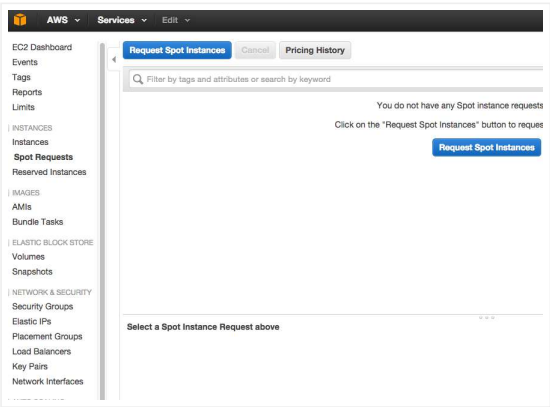 AWS Services Edit
EC2 Dashboard
Events
Tags
Reports
Limits
INSTANCES
Instances
Spot Requests
Reserved Instances
IMAGES
AMIs
Bundle Tasks
ELASTIC BLOCK STORE
Volumes
Snapshots
NETWORK & SECURITY
Security Groups
Elastic IPs
Placement Groups
Load Balancers
Key Pairs
Network Interfaces
Request Spot Instances Cancel Pricing History
Filter by tags and attributes or search by keyword
You do not have any Spot instance requests
Click on the "Request Spot Instances" button to reque
Request Spot Instances
Select a Spot Instance Request above